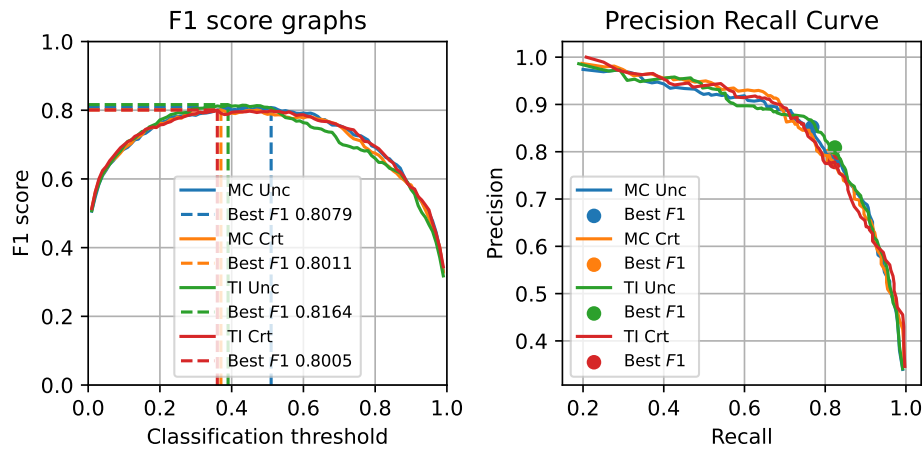 F1 score graphs
1.0
0.8
0.6
0.4
0.2
0.0
F1 score
0.0 0.2 0.4 0.6 0.8 1.0
Classification threshold
MC Unc
Best F1 0.8079
MC Crt
Best F1 0.8011
TI Unc
Best F1 0.8164
TI Crt
Best F1 0.8005
Precision Recall Curve
1.0
0.9
0.8
0.7
0.6
0.5
0.4
Precision
0.2 0.4 0.6 0.8 1.0
Recall
MC Unc
Best F1
MC Crt
Best F1
TI Unc
Best F1
TI Crt
Best F1